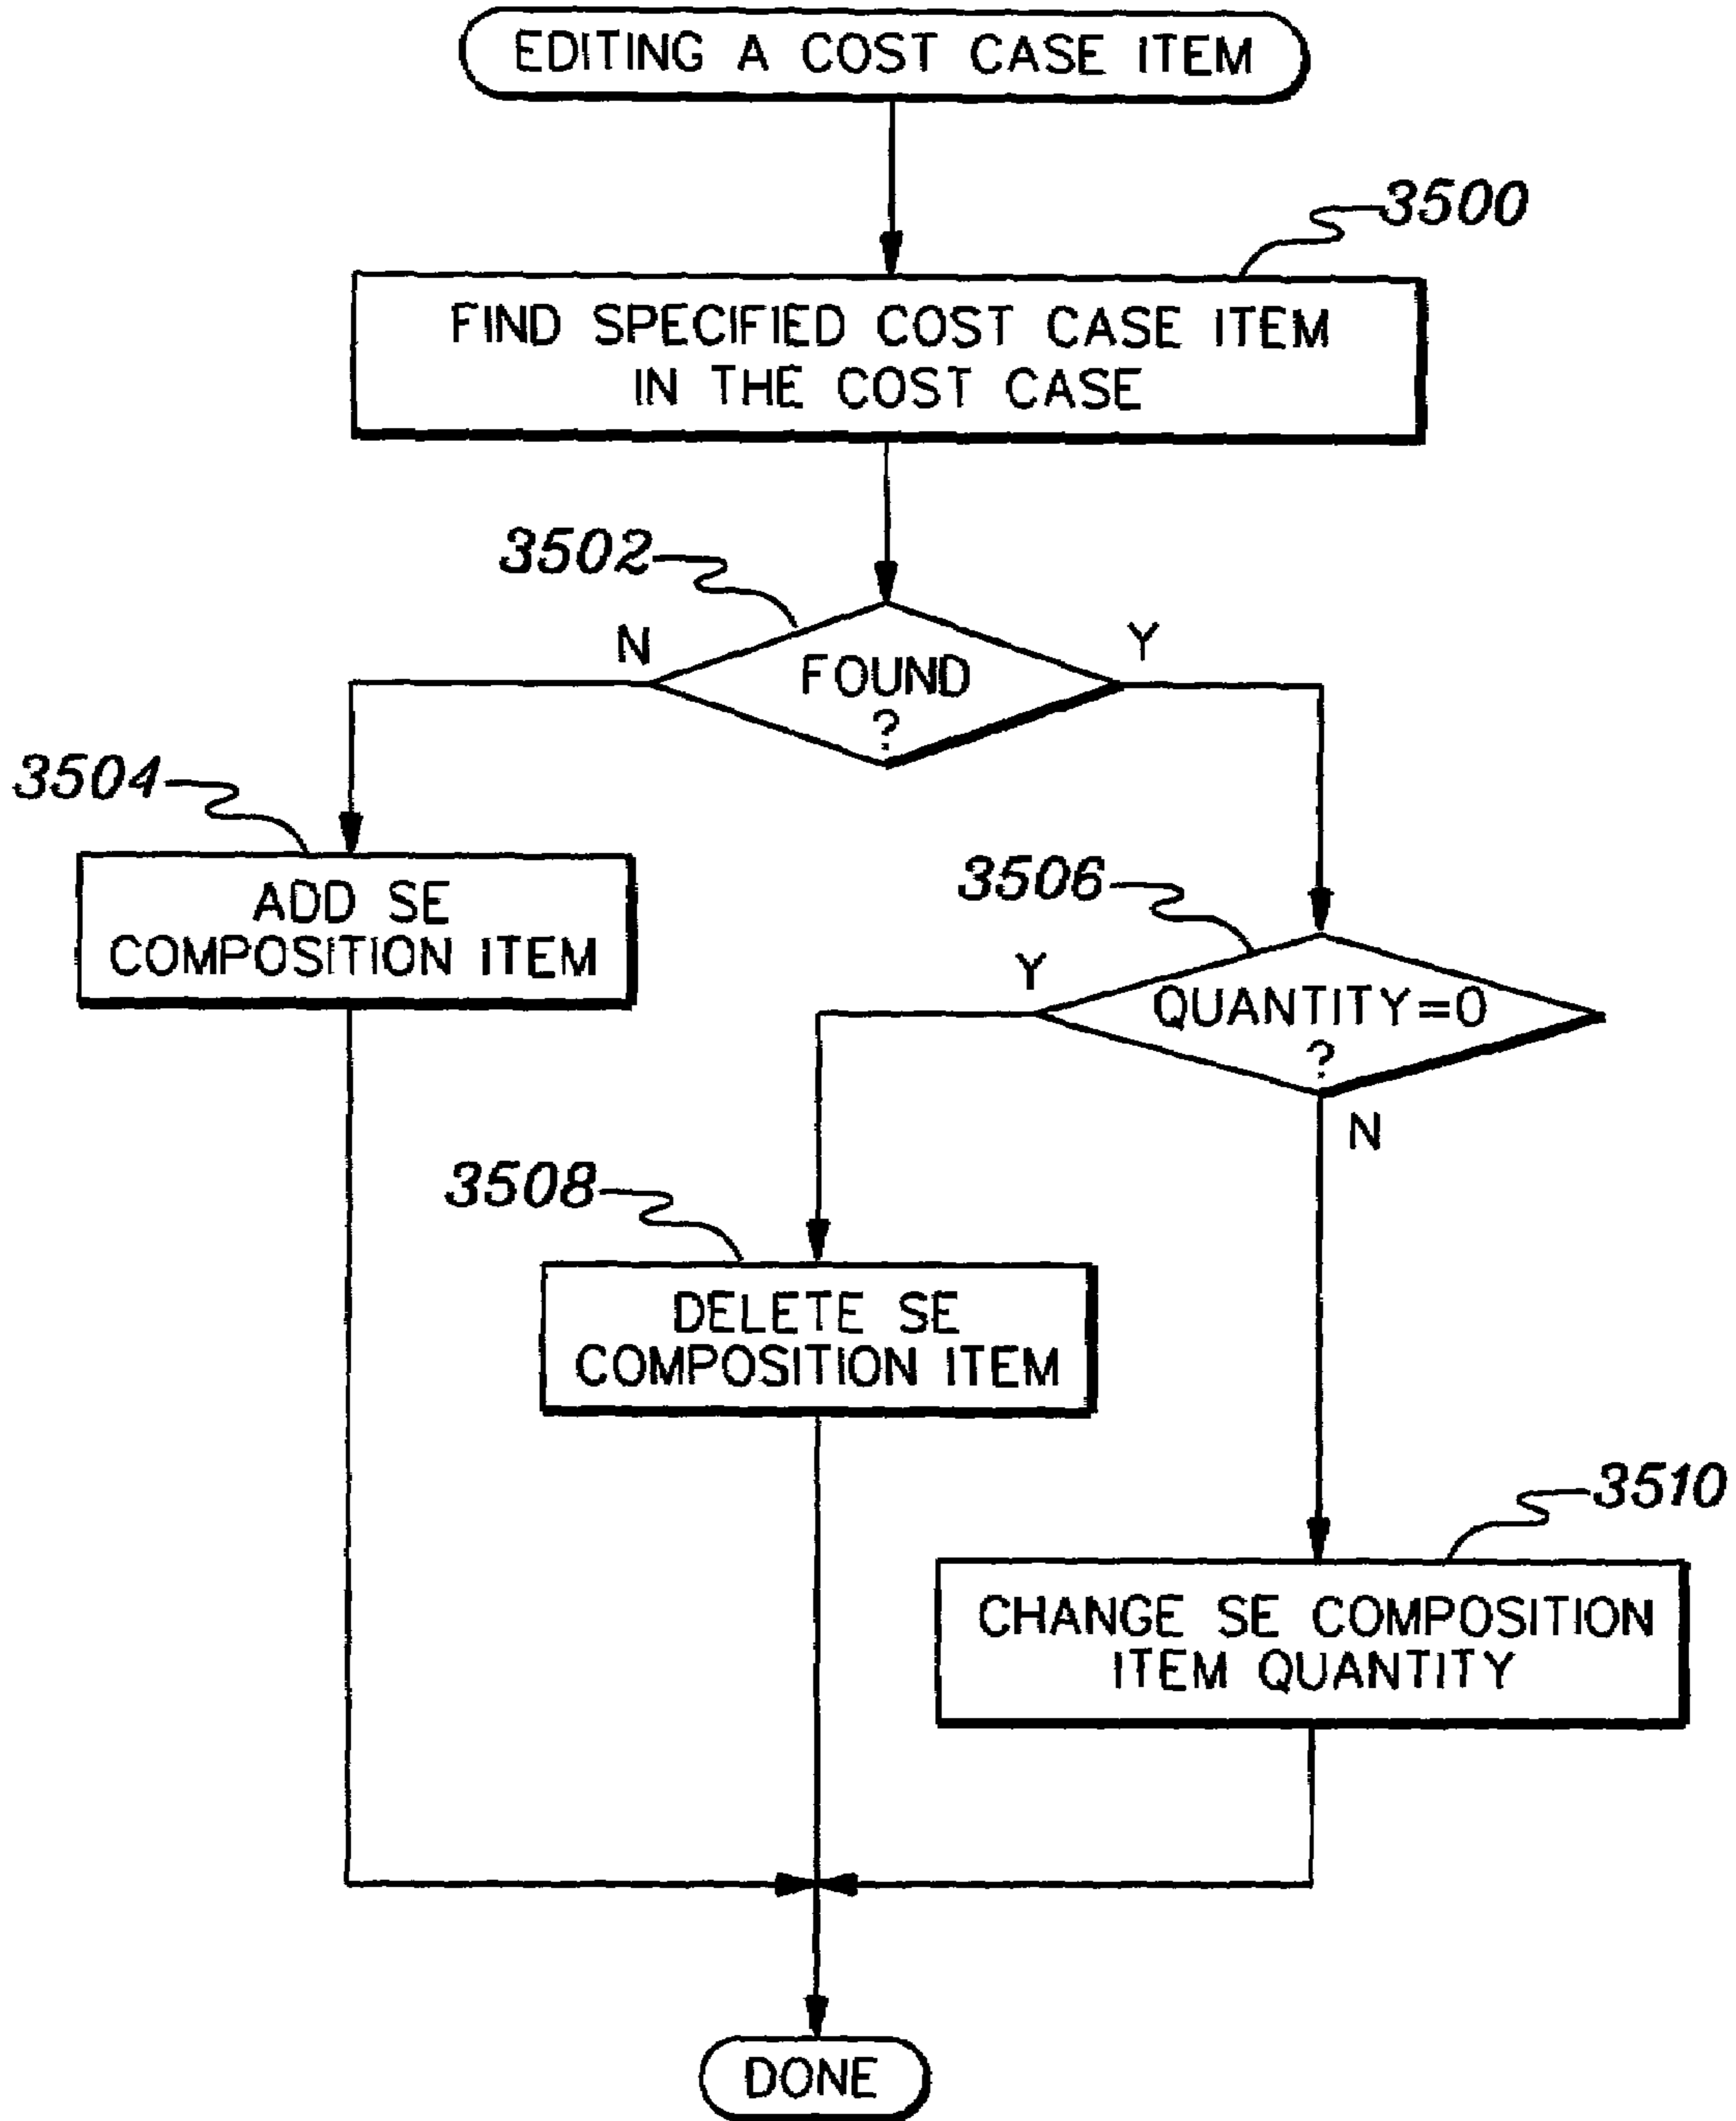 EDITING A COST CASE ITEM
3500
FIND SPECIFIED COST CASE ITEM
IN THE COST CASE
3502
N
Y
FOUND
?
3504
ADD SE
COMPOSITION ITEM
3506
Y
QUANTITY=0
?
N
3508
DELETE SE
COMPOSITION ITEM
3510
CHANGE SE COMPOSITION
ITEM QUANTITY
DONE